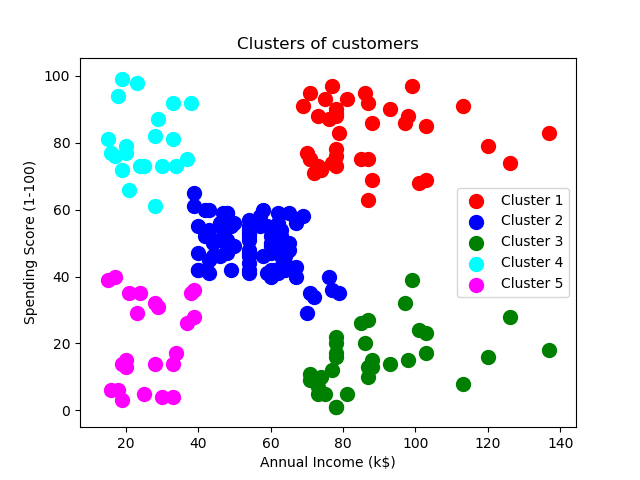 Clusters of customers
100
80
60
40
20
0
Spending Score (1-100)
Cluster 1
Cluster 2
Cluster 3
Cluster 4
Cluster 5
20 40 60 80 100 120 140
Annual Income (k$)